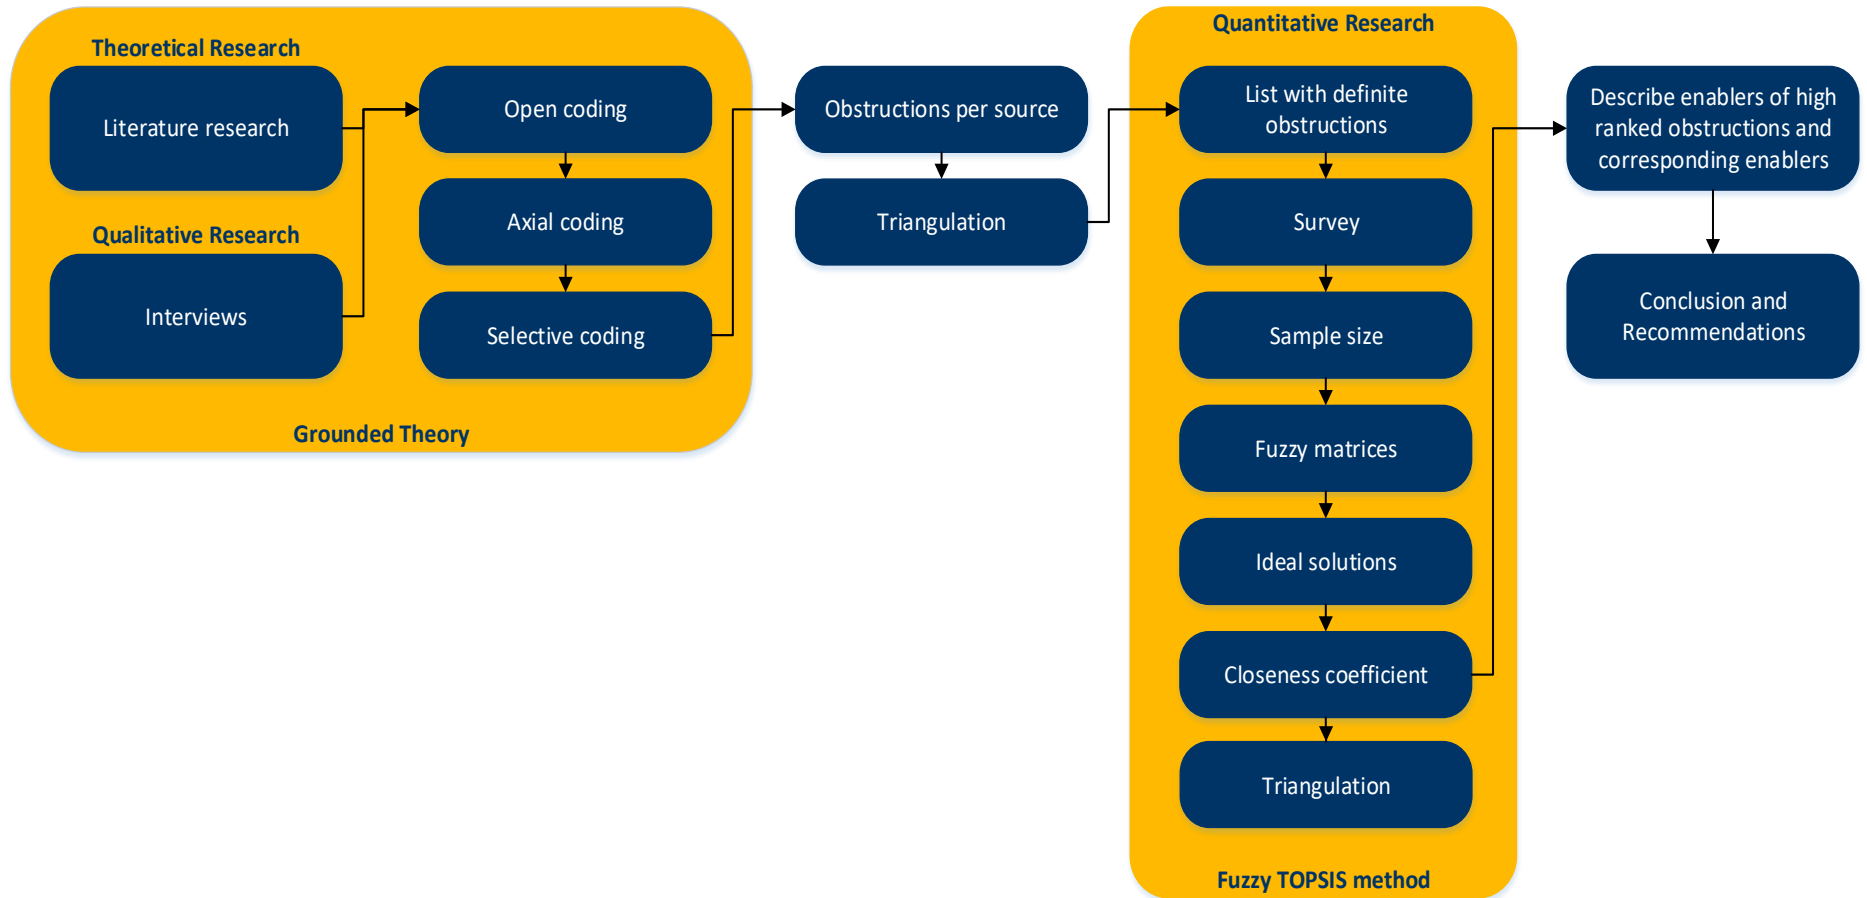 Theoretical Research
Literature research
Qualitative Research
Interviews
Open coding
Axial coding
Selective coding
Grounded Theory
Obstructions per source
Triangulation
Quantitative Research
List with definite
obstructions
Survey
Sample size
Fuzzy matrices
Ideal solutions
Closeness coefficient
Triangulation
Fuzzy TOPSIS method
Describe enablers of high
ranked obstructions and
corresponding enablers
Conclusion and
Recommendations